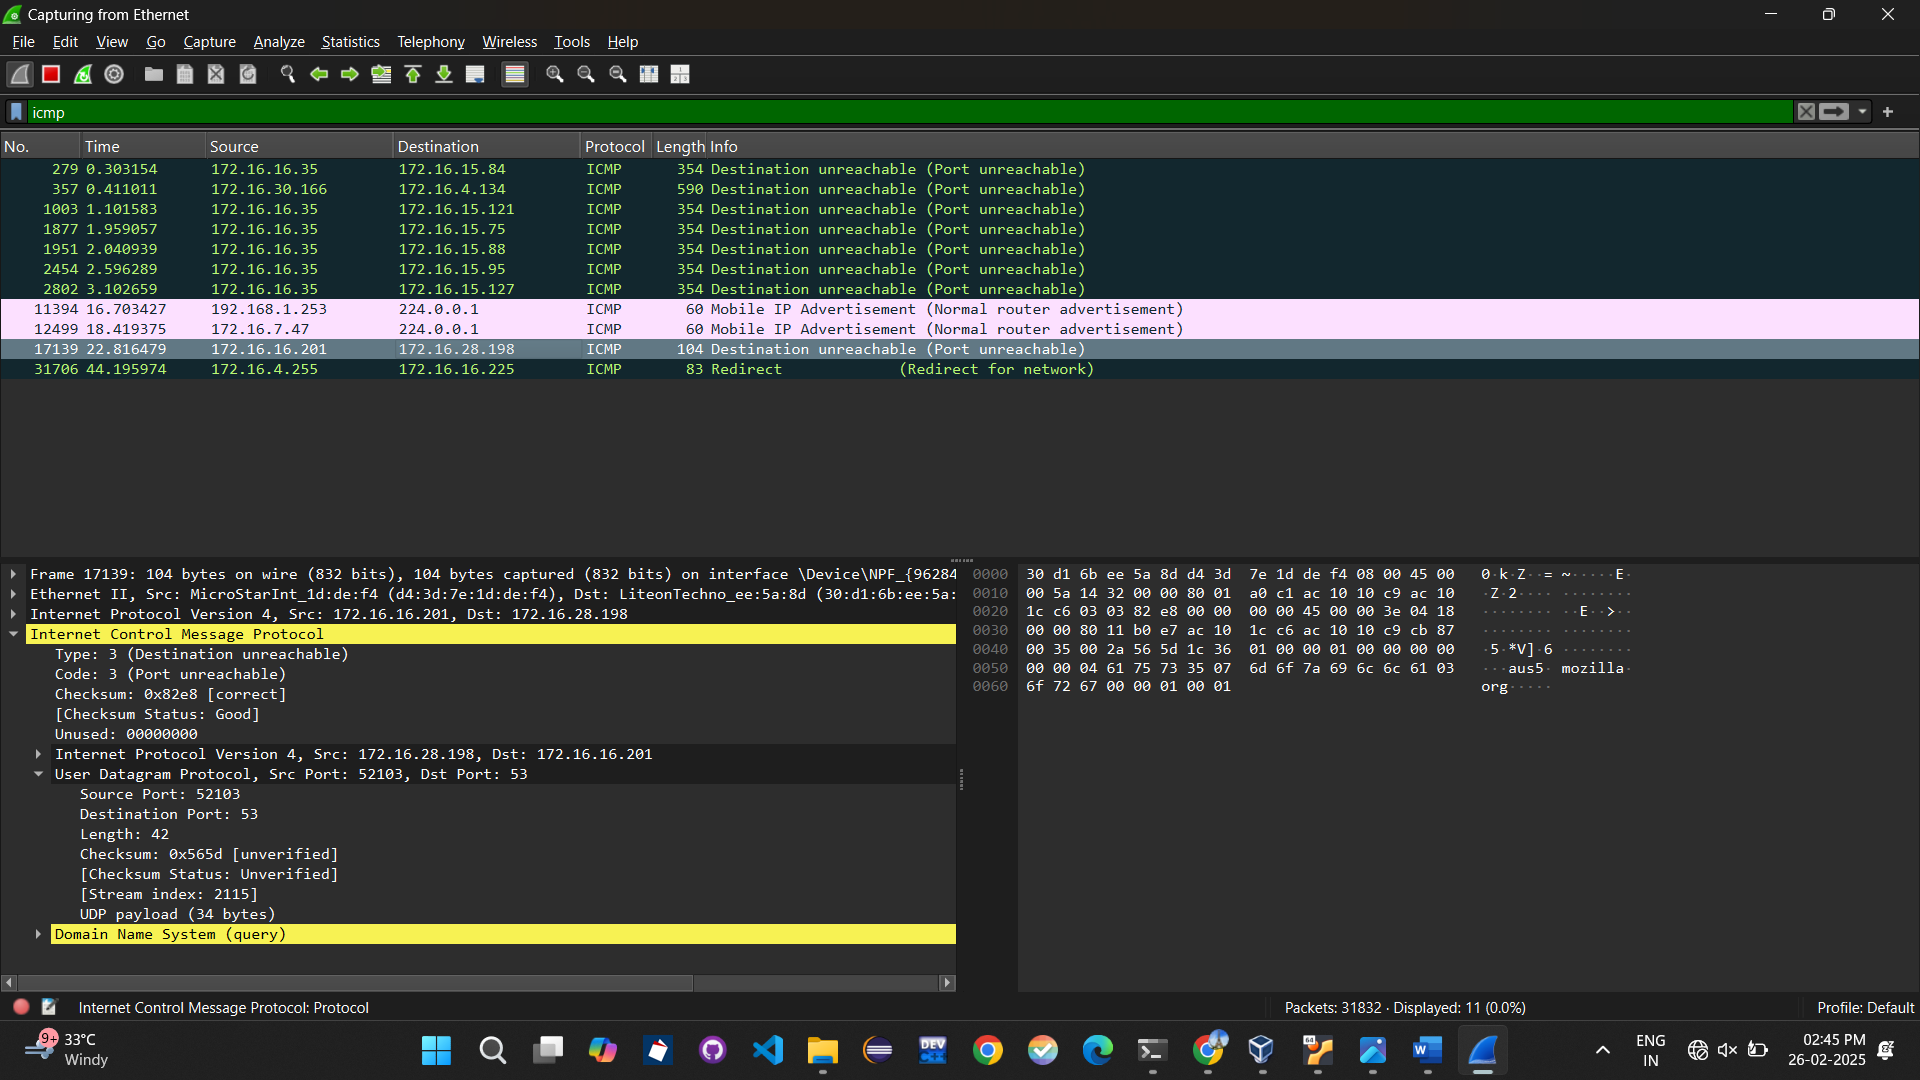 Capturing from Ethernet
File Edit View Go Capture Analyze Statistics Telephony Wireless Tools Help
icmp
No. Time Source Destination Protocol Length Info
279 0.303154 172.16.16.35 172.16.15.84 ICMP 354 Destination unreachable (Port unreachable)
357 0.411011 172.16.30.166 172.16.4.134 ICMP 590 Destination unreachable (Port unreachable)
1003 1.101583 172.16.16.35 172.16.15.121 ICMP 354 Destination unreachable (Port unreachable)
1877 1.959057 172.16.16.35 172.16.15.75 ICMP 354 Destination unreachable (Port unreachable)
1951 2.040939 172.16.16.35 172.16.15.88 ICMP 354 Destination unreachable (Port unreachable)
2454 2.596289 172.16.16.35 172.16.15.95 ICMP 354 Destination unreachable (Port unreachable)
2802 3.102659 172.16.16.35 172.16.15.127 ICMP 354 Destination unreachable (Port unreachable)
11394 16.703427 192.168.1.253 224.0.0.1 ICMP 60 Mobile IP Advertisement (Normal router advertisement)
12499 18.419375 172.16.7.47 224.0.0.1 ICMP 60 Mobile IP Advertisement (Normal router advertisement)
17139 22.816479 172.16.16.201 172.16.28.198 ICMP 104 Destination unreachable (Port unreachable)
31706 44.195974 172.16.4.255 172.16.16.225 ICMP 83 Redirect (Redirect for network)
Frame 17139: 104 bytes on wire (832 bits), 104 bytes captured (832 bits) on interface \Device\NPF_{96284
Ethernet II, Src: MicroStarInt_1d:de:f4 (d4:3d:7e:1d:de:f4), Dst: LiteonTechno_ee:5a:8d (30:d1:6b:ee:5a:
Internet Protocol Version 4, Src: 172.16.16.201, Dst: 172.16.28.198
Internet Control Message Protocol
Type: 3 (Destination unreachable)
Code: 3 (Port unreachable)
Checksum: 0x82e8 [correct]
[Checksum Status: Good]
Unused: 00000000
Internet Protocol Version 4, Src: 172.16.28.198, Dst: 172.16.16.201
User Datagram Protocol, Src Port: 52103, Dst Port: 53
Source Port: 52103
Destination Port: 53
Length: 42
Checksum: 0x565d [unverified]
[Checksum Status: Unverified]
[Stream index: 2115]
UDP payload (34 bytes)
Domain Name System (query)
0000 30 d1 6b ee 5a 8d d4 3d 7e 1d de f4 08 00 45 00 0·k·Z··= ~·····E·
0010 00 5a 14 32 00 00 80 01 a0 c1 ac 10 10 c9 ac 10 ·Z·2···· ········
0020 1c c6 03 03 82 e8 00 00 00 00 45 00 00 3e 04 18 ········ ··E··>··
0030 00 00 80 11 b0 e7 ac 10 1c c6 ac 10 10 c9 cb 87 ········ ········
0040 00 35 00 2a 56 5d 1c 36 01 00 00 01 00 00 00 00 ·5·*V]·6 ········
0050 00 00 04 61 75 73 35 07 6d 6f 7a 69 6c 6c 61 03 ···aus5· mozilla·
0060 6f 72 67 00 00 01 00 01 org·····
Internet Control Message Protocol: Protocol
Packets: 31832 · Displayed: 11 (0.0%)
Profile: Default
9+
33°C
Windy
DEV
64
ENG
IN
02:45 PM
26-02-2025